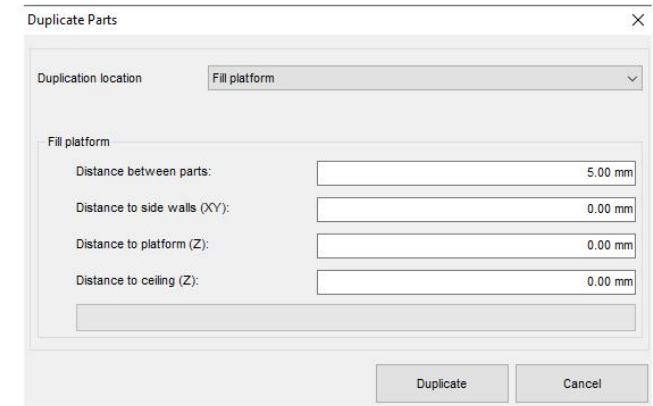 Duplicate Parts
Duplication location Fill platform
Fill platform
Distance between parts: 5.00 mm
Distance to side walls (XY): 0.00 mm
Distance to platform (Z): 0.00 mm
Distance to ceiling (Z): 0.00 mm
Duplicate Cancel